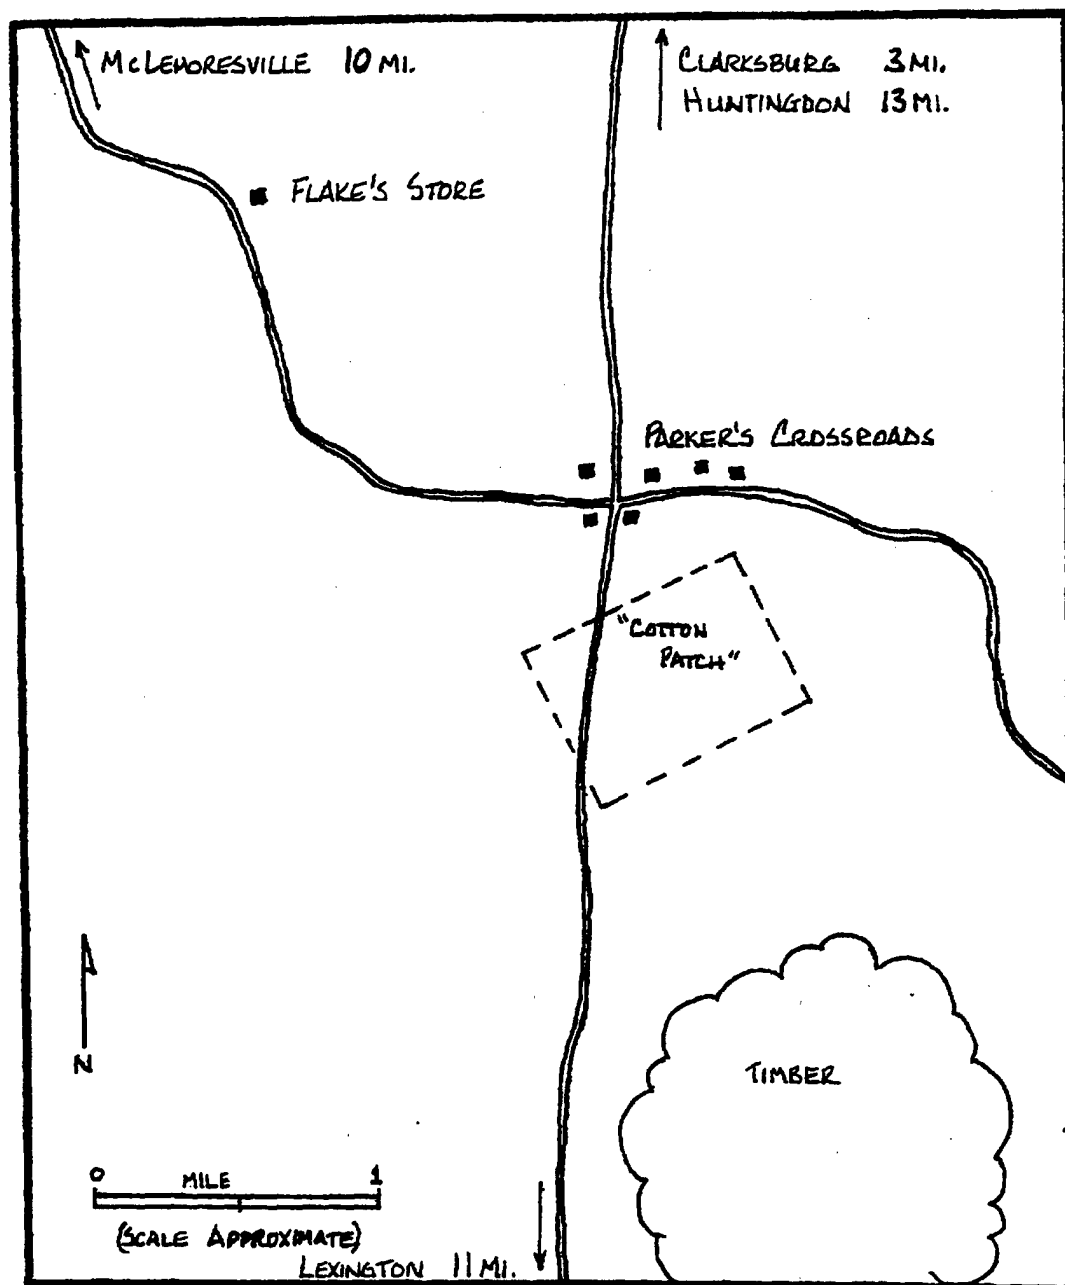 McLEMORESVILLE 10 MI.
CLARKSBURG 3 MI.
HUNTINGDON 13 MI.
FLAKE'S STORE
PARKER'S CROSSROADS
"COTTON
PATCH"
N
TIMBER
0 MILE 1
(SCALE APPROXIMATE)
LEXINGTON 11 MI.